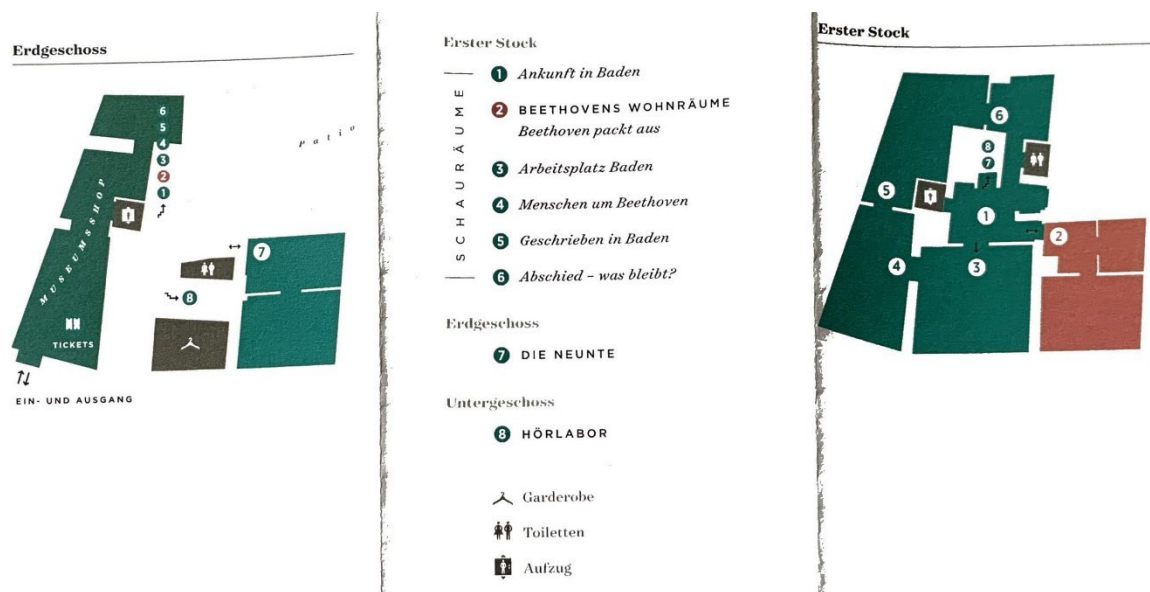 Erdgeschoss
Patio
6
5
4
3
2
1
MUSEUMSSHOP
7
8
TICKETS
EIN- UND AUSGANG
Erster Stock
SCHAURÄUME
1 Ankunft in Baden
2 BEETHOVENS WOHNRÄUME
Beethoven packt aus
3 Arbeitsplatz Baden
4 Menschen um Beethoven
5 Geschrieben in Baden
6 Abschied – was bleibt?
Erdgeschoss
7 DIE NEUNTE
Untergeschoss
8 HÖRLABOR
Garderobe
Toiletten
Aufzug
Erster Stock
6
8
7
5
1
2
4
3